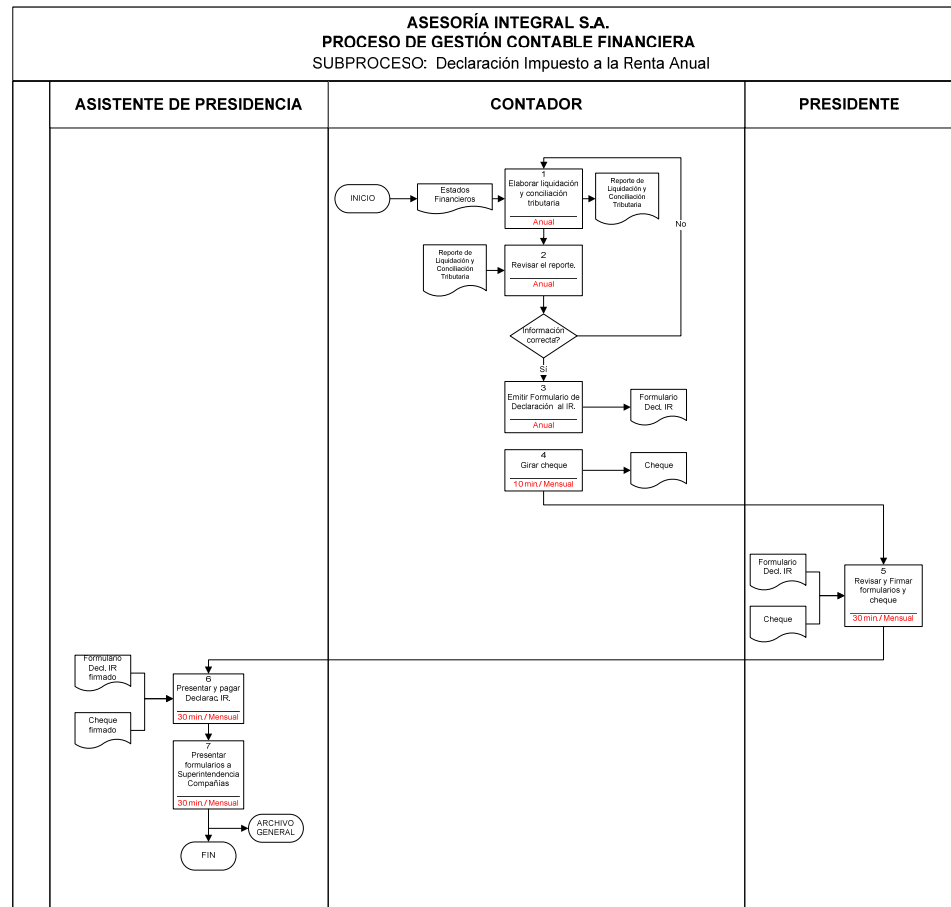 ASESORÍA INTEGRAL S.A.
PROCESO DE GESTIÓN CONTABLE FINANCIERA
SUBPROCESO: Declaración Impuesto a la Renta Anual
ASISTENTE DE PRESIDENCIA
CONTADOR
PRESIDENTE
INICIO
Estados
Financieros
1
Elaborar liquidación
y conciliación
tributaria
Anual
Reporte de
Liquidación y
Conciliación
Tributaria
No
Reporte de
Liquidación y
Conciliación
Tributaria
2
Revisar el reporte.
Anual
Información
correcta?
Sí
3
Emitir Formulario de
Declaración al IR.
Anual
Formulario
Decl. IR
4
Girar cheque
10 min./ Mensual
Cheque
Formulario
Decl. IR
Cheque
5
Revisar y Firmar
formularios y
cheque
30 min./ Mensual
Formulario
Decl. IR
firmado
Cheque
firmado
6
Presentar y pagar
Declarac. IR.
30 min./ Mensual
7
Presentar
formularios a
Superintendencia
Compañías
30 min./ Mensual
ARCHIVO
GENERAL
FIN